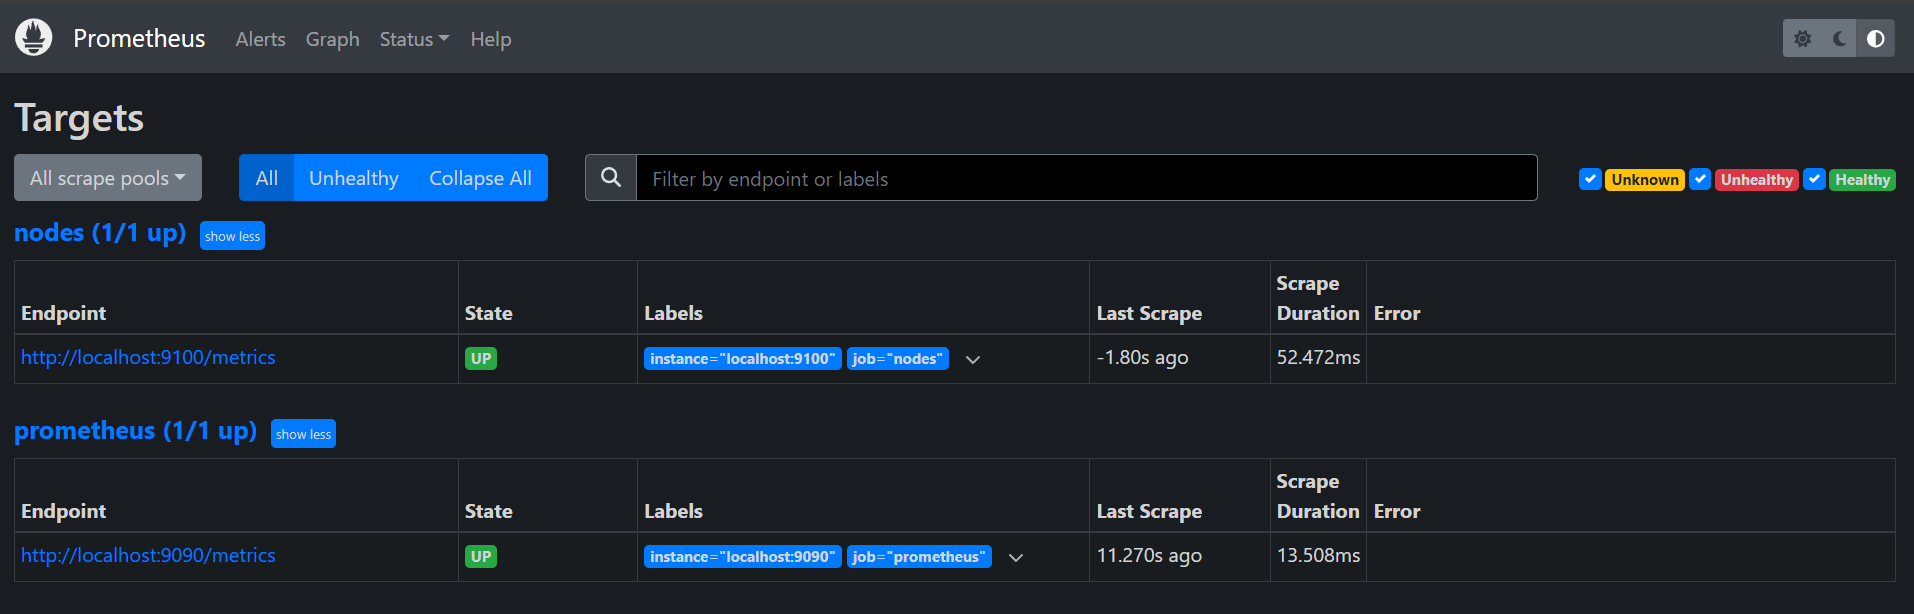 Prometheus Alerts Graph Status Help
Targets
All scrape pools All Unhealthy Collapse All Filter by endpoint or labels Unknown Unhealthy Healthy
nodes (1/1 up) show less
Endpoint State Labels Last Scrape Scrape Duration Error
http://localhost:9100/metrics UP instance="localhost:9100" job="nodes" -1.80s ago 52.472ms
prometheus (1/1 up) show less
Endpoint State Labels Last Scrape Scrape Duration Error
http://localhost:9090/metrics UP instance="localhost:9090" job="prometheus" 11.270s ago 13.508ms